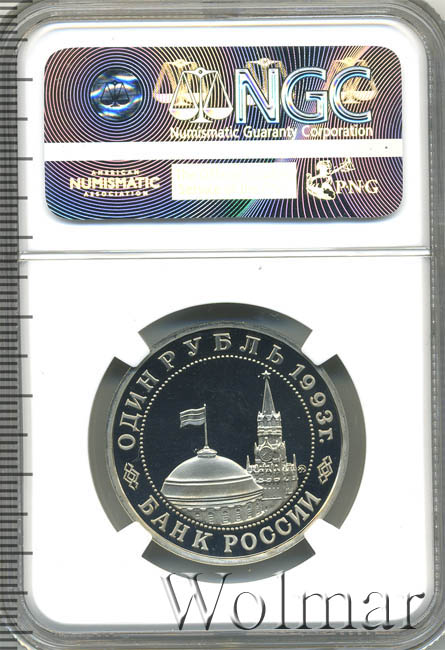 NGC
Numismatic Guaranty Corporation
AMERICAN
NUMISMATIC
ASSOCIATION
PNG
ОДИН РУБЛЬ 1993г.
БАНК РОССИИ
Wolmar